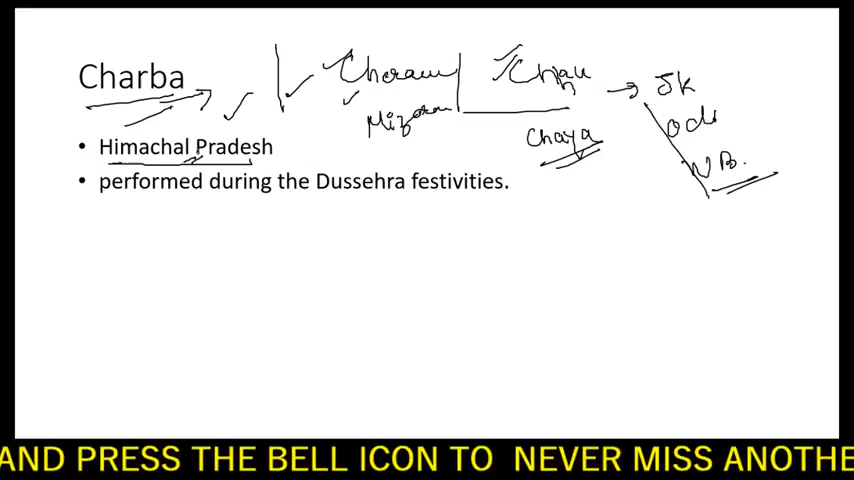 Charba
Cheraw
Chhau
JK
Mizoram
Odi
Chaya
WB.
• Himachal Pradesh
• performed during the Dussehra festivities.
AND PRESS THE BELL ICON TO NEVER MISS ANOTHE